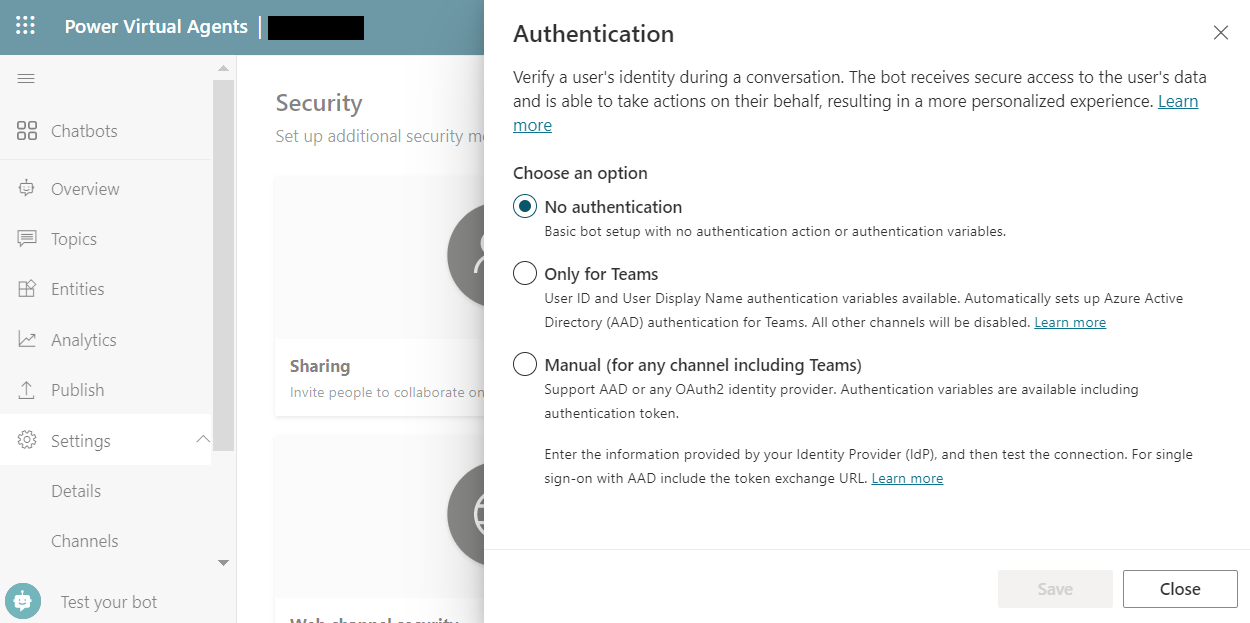 Power Virtual Agents |
Chatbots
Overview
Topics
Entities
Analytics
Publish
Settings
Details
Channels
Test your bot
Security
Set up additional security
Sharing
Invite people to collaborate on
Web channel security
Authentication
Verify a user's identity during a conversation. The bot receives secure access to the user's data
and is able to take actions on their behalf, resulting in a more personalized experience. Learn
more
Choose an option
No authentication
Basic bot setup with no authentication action or authentication variables.
Only for Teams
User ID and User Display Name authentication variables available. Automatically sets up Azure Active
Directory (AAD) authentication for Teams. All other channels will be disabled. Learn more
Manual (for any channel including Teams)
Support AAD or any OAuth2 identity provider. Authentication variables are available including
authentication token.
Enter the information provided by your Identity Provider (IdP), and then test the connection. For single
sign-on with AAD include the token exchange URL. Learn more
Save
Close